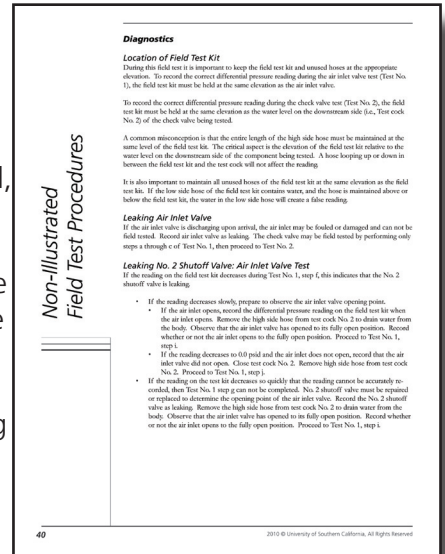 Diagnostics
Location of Field Test Kit
During this field test it is important to keep the field test kit and unused hoses at the appropriate
elevation. To record the correct differential pressure reading during the air inlet valve test (Test No.
1), the field test kit must be held at the same elevation as the air inlet valve.
To record the correct differential pressure reading during the check valve test (Test No. 2), the field
test kit must be held at the same elevation as the water level on the downstream side (i.e., Test cock
No. 2) of the check valve being tested.
A common misconception is that the entire length of the high side hose must be maintained at the
same level of the field test kit. The critical aspect is the elevation of the field test kit relative to the
water level on the downstream side of the component being tested. A hose looping up or down in
between the field test kit and the test cock will not affect the reading.
It is also important to maintain all unused hoses of the field test kit at the same elevation as the field
test kit. If the low side hose of the field test kit contains water, and the hose is maintained above or
below the field test kit, the water in the low side hose will create a false reading.
Leaking Air Inlet Valve
If the air inlet valve is discharging upon arrival, the air inlet may be fouled or damaged and can not be
field tested. Record air inlet valve as leaking. The check valve may be field tested by performing only
steps a through c of Test No. 1, then proceed to Test No. 2.
Leaking No. 2 Shutoff Valve: Air Inlet Valve Test
If the reading on the field test kit decreases during Test No. 1, step f, this indicates that the No. 2
shutoff valve is leaking.
• If the reading decreases slowly, prepare to observe the air inlet valve opening point.
• If the air inlet opens, record the differential pressure reading on the field test kit when
the air inlet opens. Remove the high side hose from test cock No. 2 to drain water from
the body. Observe that the air inlet valve has opened to its fully open position. Record
whether or not the air inlet opens to the fully open position. Proceed to Test No. 1,
step i.
• If the reading decreases to 0.0 psid and the air inlet does not open, record that the air
inlet valve did not open. Close test cock No. 2. Remove high side hose from test cock
No. 2. Proceed to Test No. 1, step j.
• If the reading on the test kit decreases so quickly that the reading cannot be accurately re-
corded, then Test No. 1 step g can not be completed. No. 2 shutoff valve must be repaired
or replaced to determine the opening point of the air inlet valve. Record the No. 2 shutoff
valve as leaking. Remove the high side hose from test cock No. 2 to drain water from the
body. Observe that the air inlet valve has opened to its fully open position. Record whether
or not the air inlet opens to the fully open position. Proceed to Test No. 1, step i.
Non-Illustrated
Field Test Procedures
40
2010 © University of Southern California, All Rights Reserved